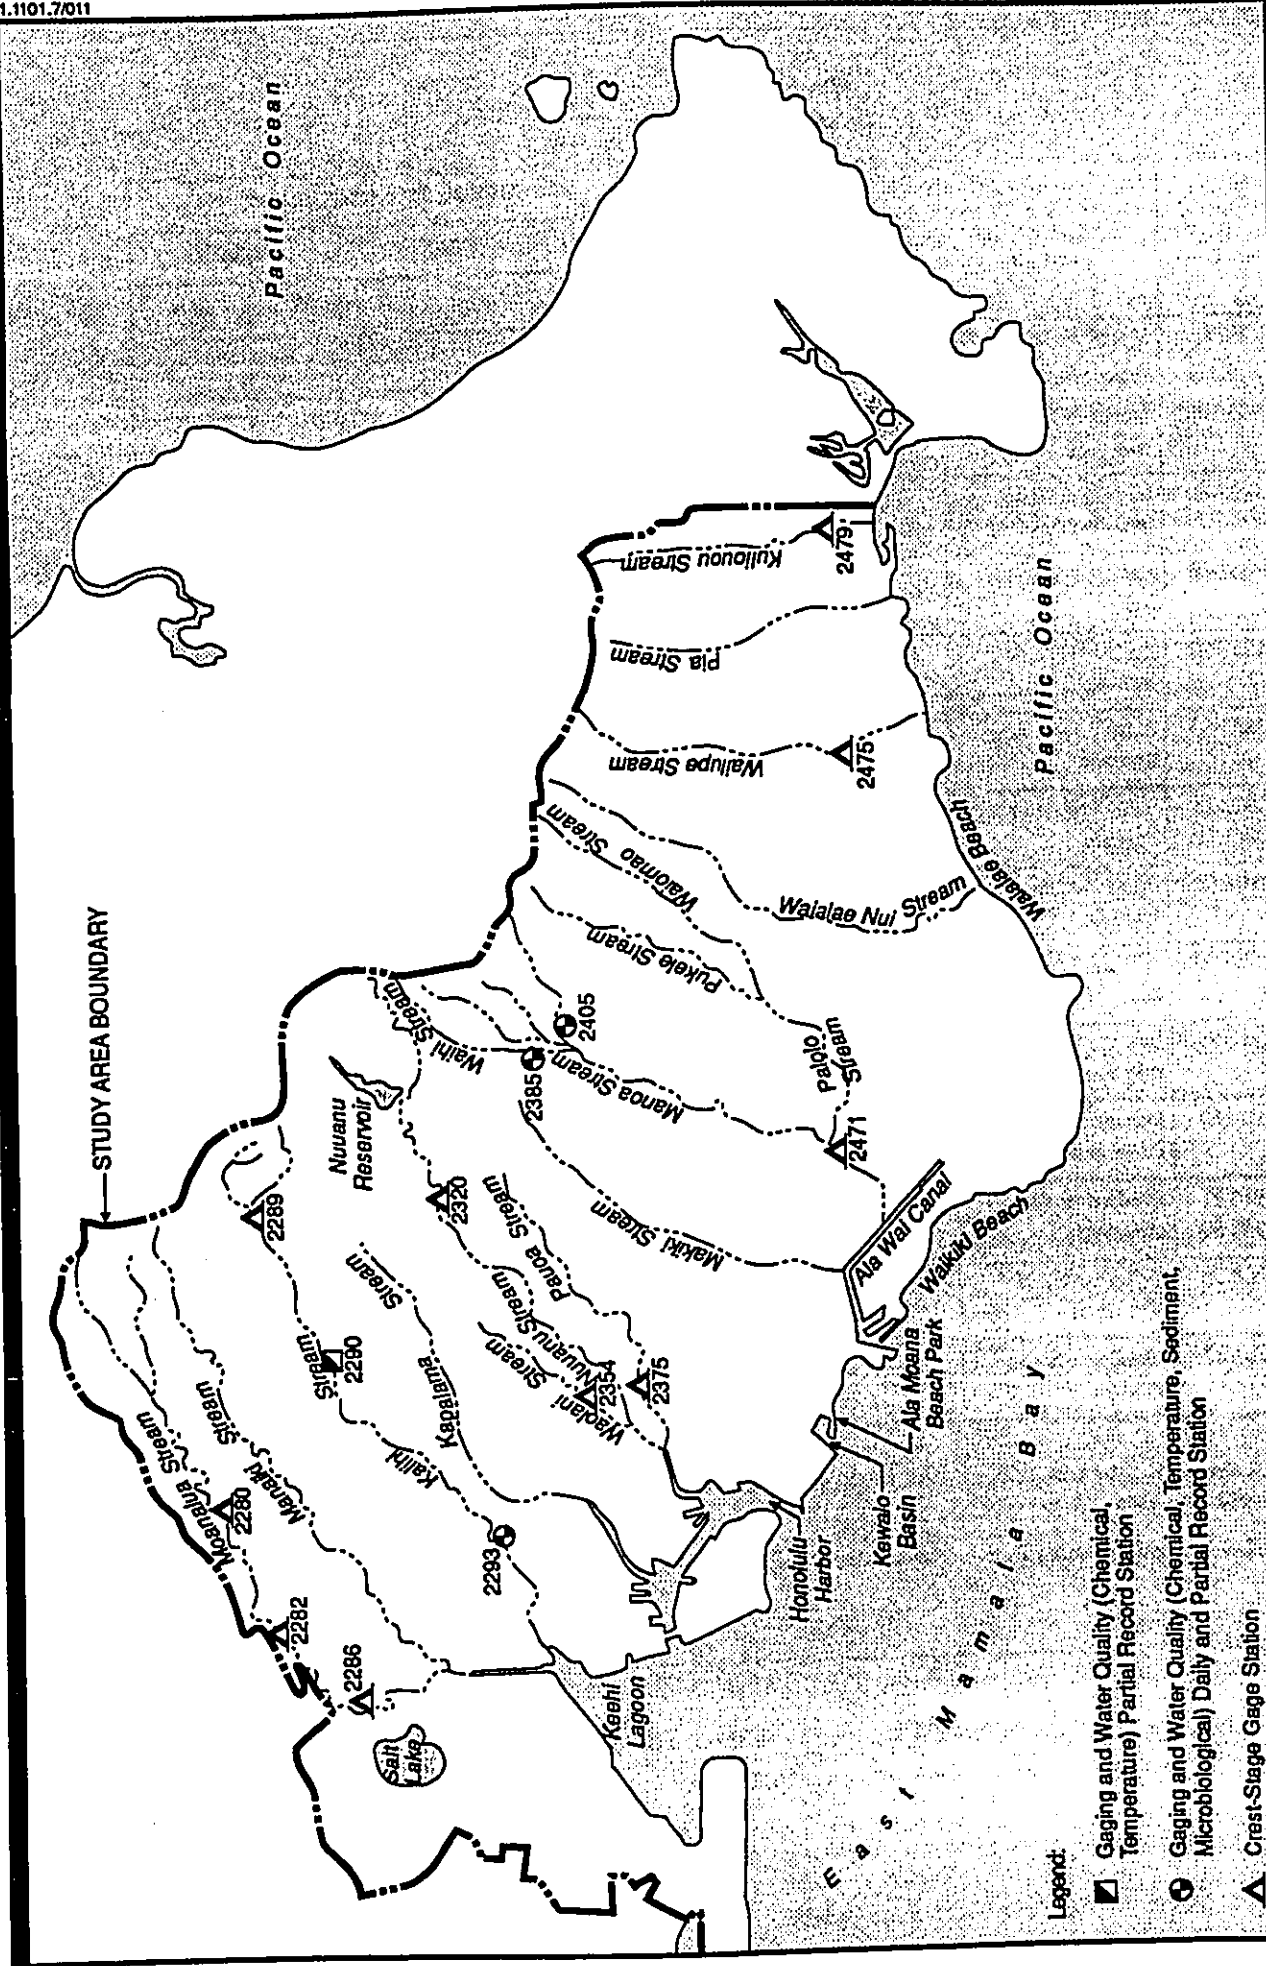 1.1101.7/011
Pacific Ocean
STUDY AREA BOUNDARY
Moanalua Stream
2280
2282
2286
Manaiki Stream
Salt
Lake
2289
Stream
2290
Kalihi
2293
Kapalama Stream
Nuuanu
Reservoir
2320
Nuuanu Stream
Waolani Stream
2354
Pauoa Stream
2375
Makiki Stream
Waihi Stream
2385
2405
Manoa Stream
Pukele Stream
Waiomao Stream
Palolo
Stream
2471
Waialae Nui Stream
Wailupe Stream
2475
Pia Stream
Kuliouou Stream
2479
Pacific Ocean
Waialae Beach
Ala Wai Canal
Waikiki Beach
Ala Moana
Beach Park
Kewalo
Basin
Honolulu
Harbor
Keehi
Lagoon
East Mamala Bay
Legend:
Gaging and Water Quality (Chemical,
Temperature) Partial Record Station
Gaging and Water Quality (Chemical, Temperature, Sediment,
Microbiological) Daily and Partial Record Station
Crest-Stage Gage Station